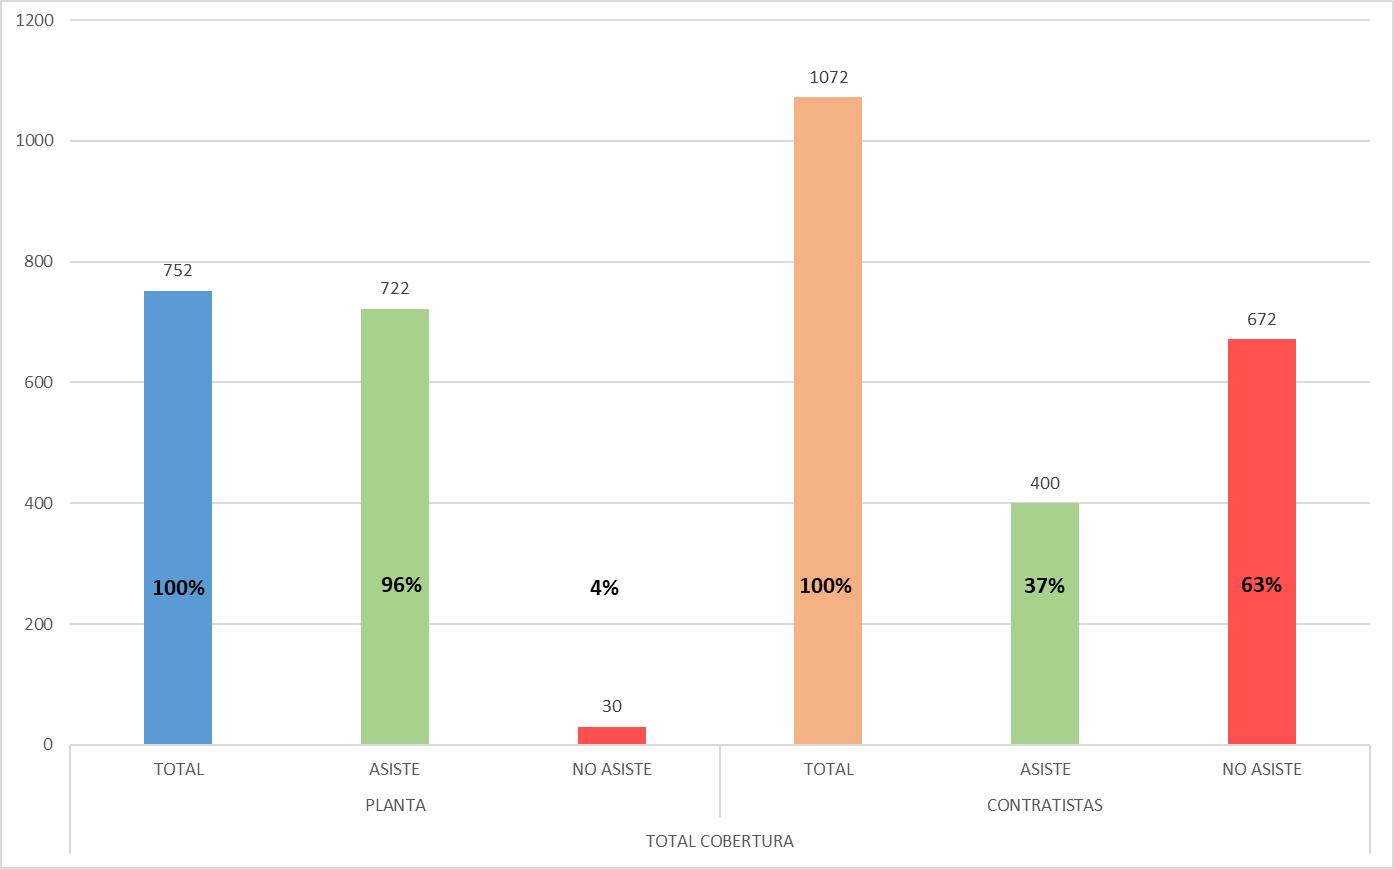 1200
1000
800
600
400
200
0
752
722
30
1072
400
672
100%
96%
4%
100%
37%
63%
TOTAL
ASISTE
NO ASISTE
TOTAL
ASISTE
NO ASISTE
PLANTA
CONTRATISTAS
TOTAL COBERTURA